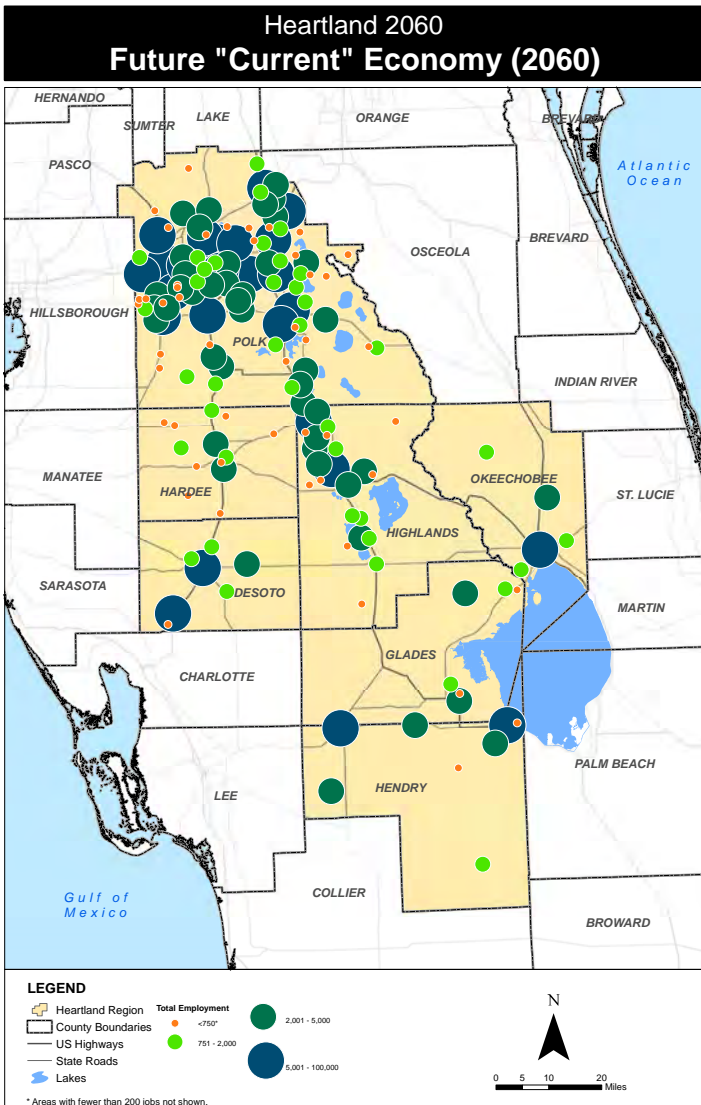 Heartland 2060
Future "Current" Economy (2060)
HERNANDO
LAKE
ORANGE
BREVARD
SUMTER
PASCO
Atlantic
Ocean
OSCEOLA
BREVARD
HILLSBOROUGH
POLK
INDIAN RIVER
MANATEE
HARDEE
OKEECHOBEE
ST. LUCIE
HIGHLANDS
SARASOTA
DESOTO
MARTIN
GLADES
CHARLOTTE
PALM BEACH
LEE
HENDRY
COLLIER
Gulf of
Mexico
BROWARD
LEGEND
Heartland Region
County Boundaries
US Highways
State Roads
Lakes
Total Employment
<750*
751 - 2,000
2,001 - 5,000
5,001 - 100,000
N
0 5 10 20
Miles
* Areas with fewer than 200 jobs not shown.